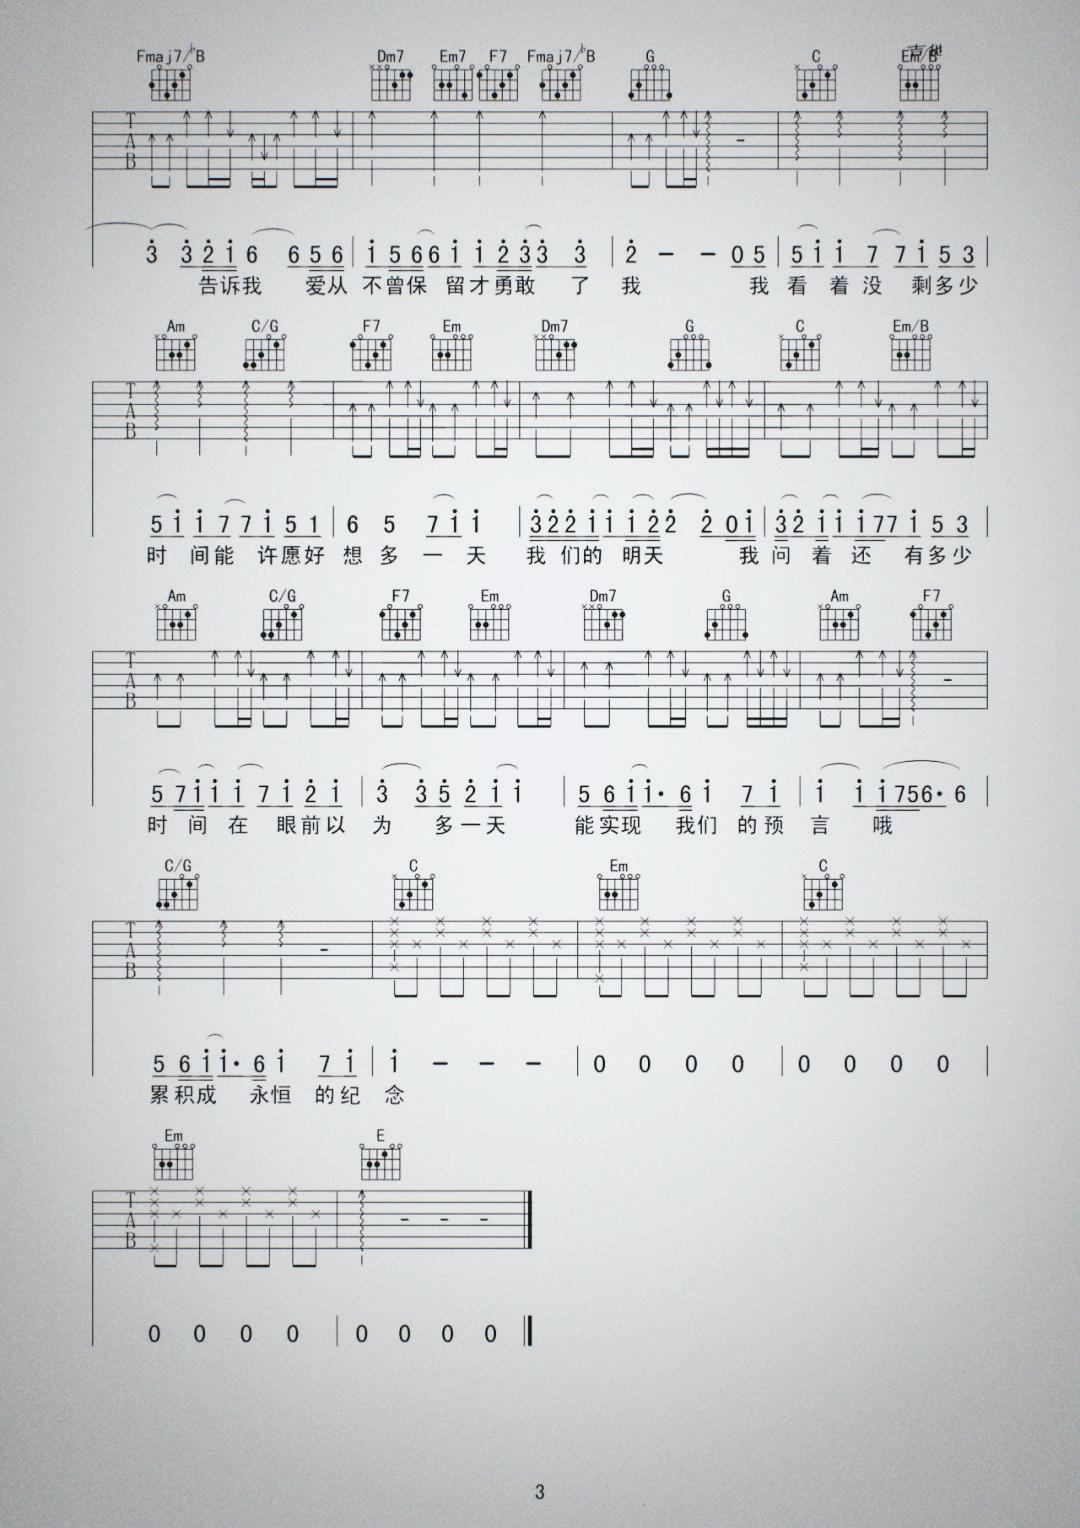 Fmaj7/♭B Dm7 Em7 F7 Fmaj7/♭B G C Em/B
T
A
B
3 3 2 1 6 6 5 6 1 5 6 6 1 1 2 3 3 3 2 - - 0 5 5 1 1 7 7 1 5 3
告诉我 爱从 不曾保 留才勇敢 了 我 我 看 着 没 剩多少
Am C/G F7 Em Dm7 G C Em/B
T
A
B
5 1 1 7 7 1 5 1 6 5 7 1 1 3 2 2 1 1 1 2 2 2 0 1 3 2 1 1 1 7 7 1 5 3
时 间能 许愿好 想 多 一 天 我 们的 明天 我 问 着 还 有多少
Am C/G F7 Em Dm7 G Am F7
T
A
B
5 7 1 1 1 7 1 2 1 3 3 5 2 1 1 5 6 1 1· 6 1 7 1 1 1 1 7 5 6· 6
时 间 在 眼前以 为 多一天 能实现 我们 的预 言 哦
C/G C Em C
T
A
B
5 6 1 1· 6 1 7 1 1 - - - 0 0 0 0 0 0 0 0
累积成 永恒 的纪 念
Em E
T
A
B
0 0 0 0 0 0 0 0
3